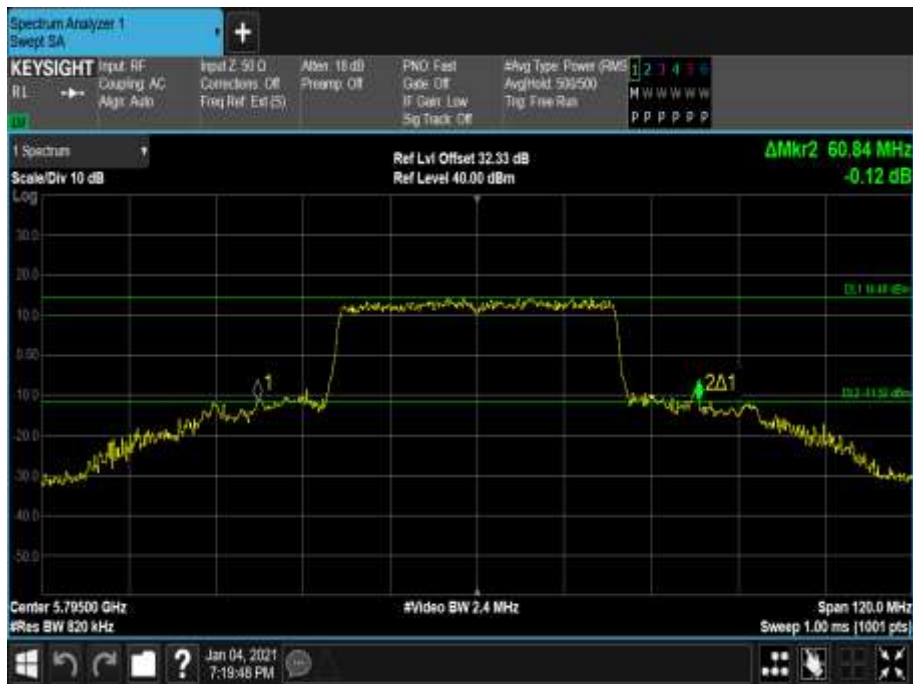 Spectrum Analyzer 1
Swept SA
+
KEYSIGHT
RL
Input: RF
Coupling: AC
Align: Auto
Input Z: 50 Ω
Corrections: Off
Freq Ref: Ext (S)
Atten: 18 dB
Preamp: Off
PNO: Fast
Gate: Off
IF Gain: Low
Sig Track: Off
#Avg Type: Power (RMS
Avg|Hold: 500/500
Trig: Free Run
1 2 3 4 5 6
M W W W W W
P P P P P P
1 Spectrum
Scale/Div 10 dB
Ref Lvl Offset 32.33 dB
Ref Level 40.00 dBm
ΔMkr2 60.84 MHz
-0.12 dB
Log
30.0
20.0
10.0
0.00
-10.0
-20.0
-30.0
-40.0
-50.0
1
2Δ1
Center 5.79500 GHz
#Res BW 820 kHz
#Video BW 2.4 MHz
Span 120.0 MHz
Sweep 1.00 ms (1001 pts)
?
Jan 04, 2021
7:19:48 PM